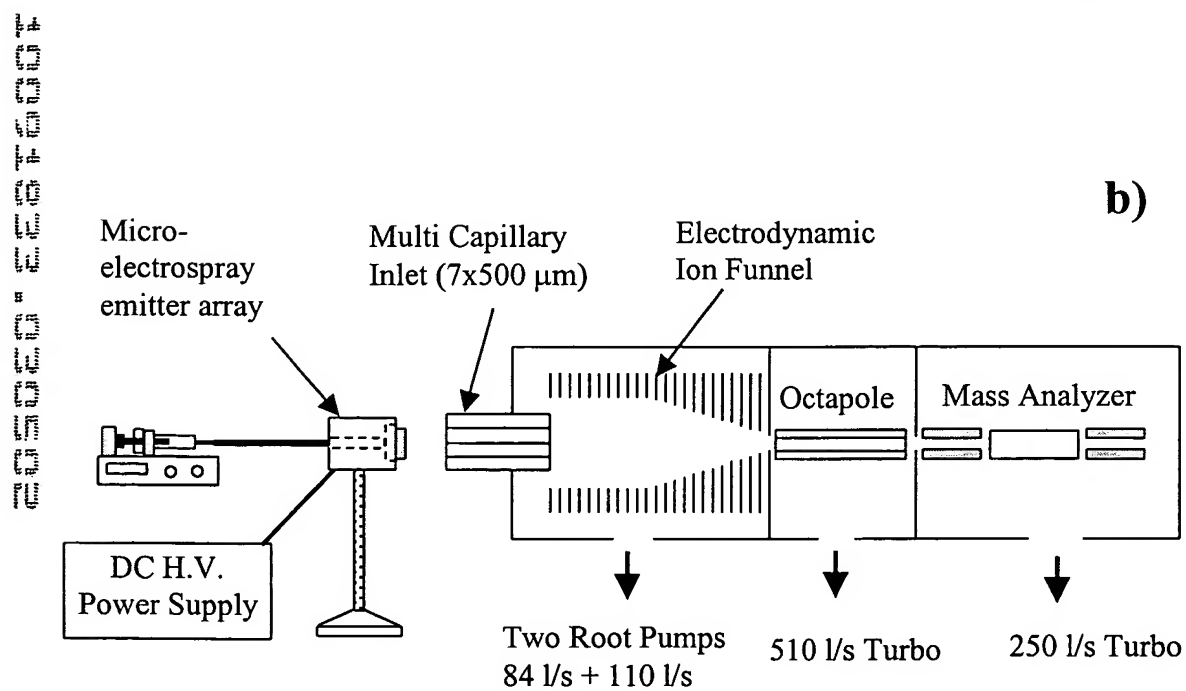 b)
Micro-
electrospray
emitter array
Multi Capillary
Inlet (7x500 μm)
Electrodynamic
Ion Funnel
Octapole
Mass Analyzer
DC H.V.
Power Supply
Two Root Pumps
84 l/s + 110 l/s
510 l/s Turbo
250 l/s Turbo